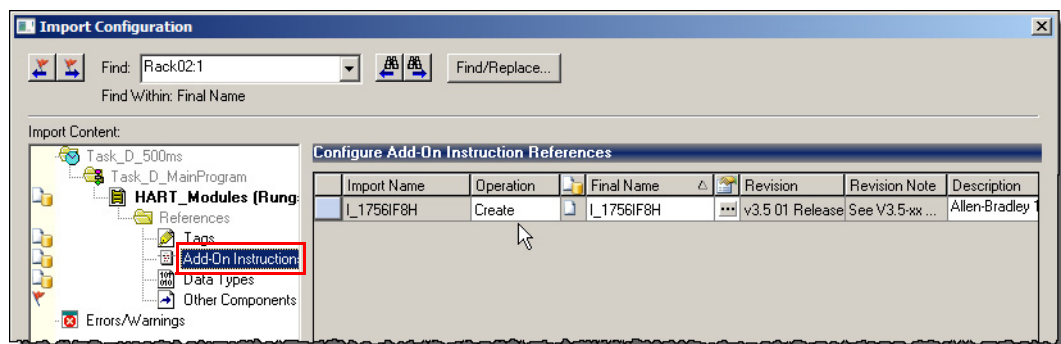 Import Configuration
Find: Rack02:1 Find/Replace...
Find Within: Final Name
Import Content:
Task_D_500ms
Task_D_MainProgram
HART_Modules (Rung
References
Tags
Add-On Instruction
Data Types
Other Components
Errors/Warnings
Configure Add-On Instruction References
Import Name Operation Final Name Revision Revision Note Description
I_1756IF8H Create I_1756IF8H ... v3.5 01 Release See V3.5-xx ... Allen-Bradley 1